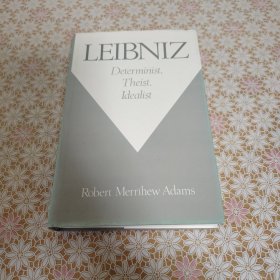 LEIBNIZ
Determinist,
Theist,
Idealist
Robert Merrihew Adams